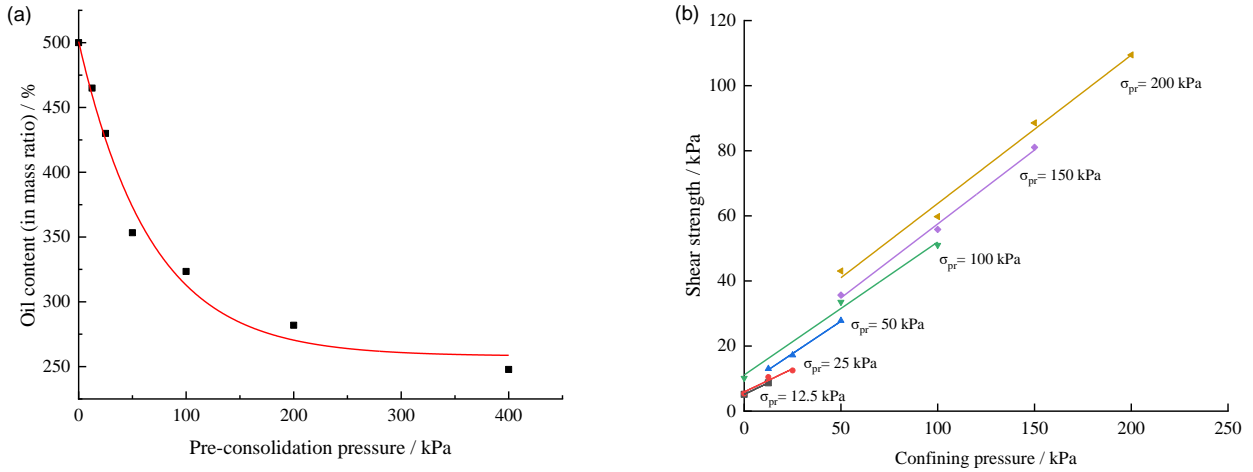 (a)
500
450
400
350
300
250
0
100
200
300
400
Oil content (in mass ratio) / %
Pre-consolidation pressure / kPa
(b)
120
100
80
60
40
20
0
0
50
100
150
200
250
Shear strength / kPa
Confining pressure / kPa
σpr= 200 kPa
σpr= 150 kPa
σpr= 100 kPa
σpr= 50 kPa
σpr= 25 kPa
σpr= 12.5 kPa